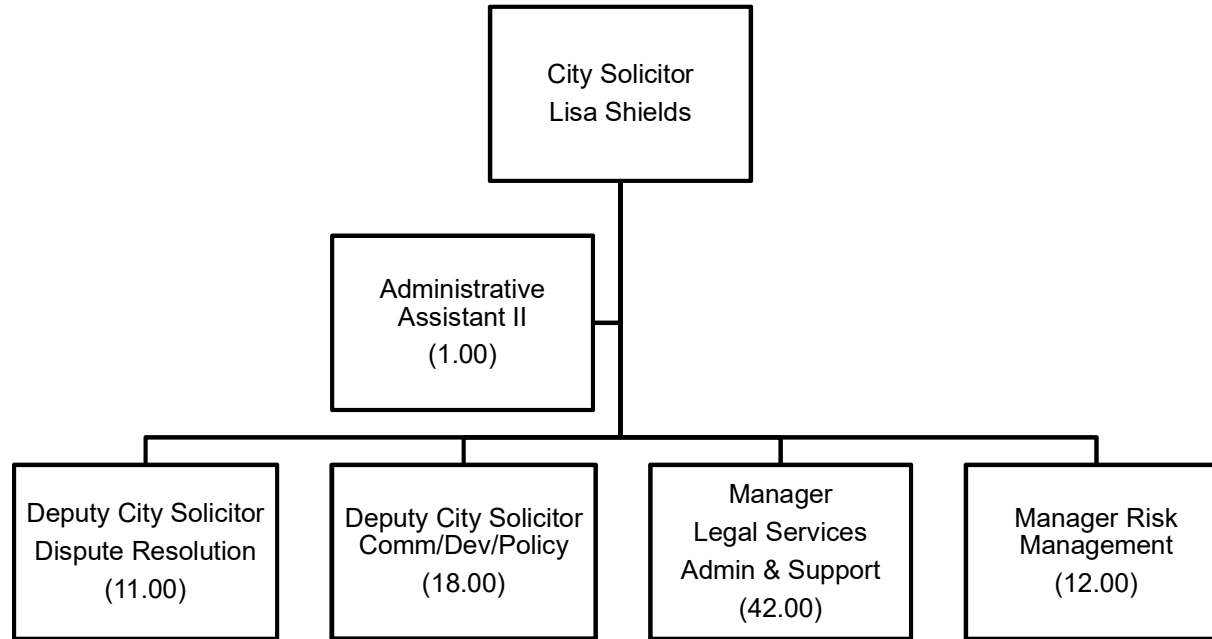 City Solicitor
Lisa Shields
Administrative
Assistant II
(1.00)
Deputy City Solicitor
Dispute Resolution
(11.00)
Deputy City Solicitor
Comm/Dev/Policy
(18.00)
Manager
Legal Services
Admin & Support
(42.00)
Manager Risk
Management
(12.00)